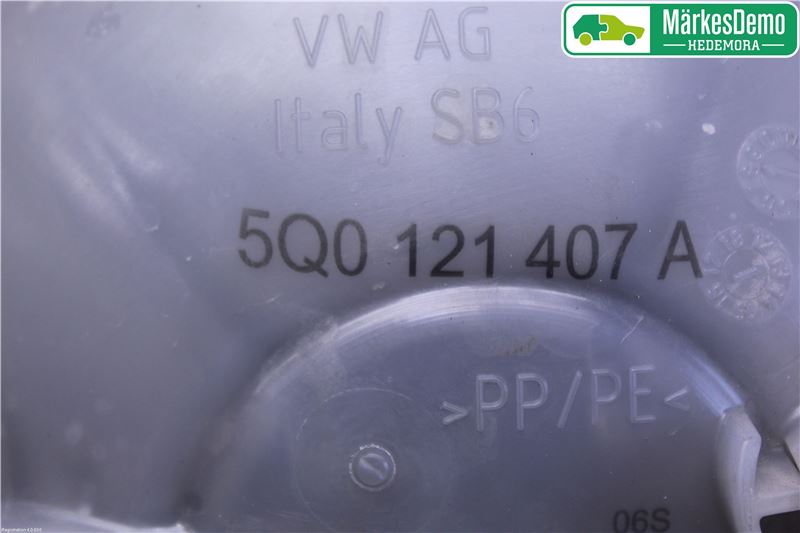 MärkesDemo
HEDEMORA
VW AG
Italy SB6
5Q0 121 407 A
>PP/PE<
06S